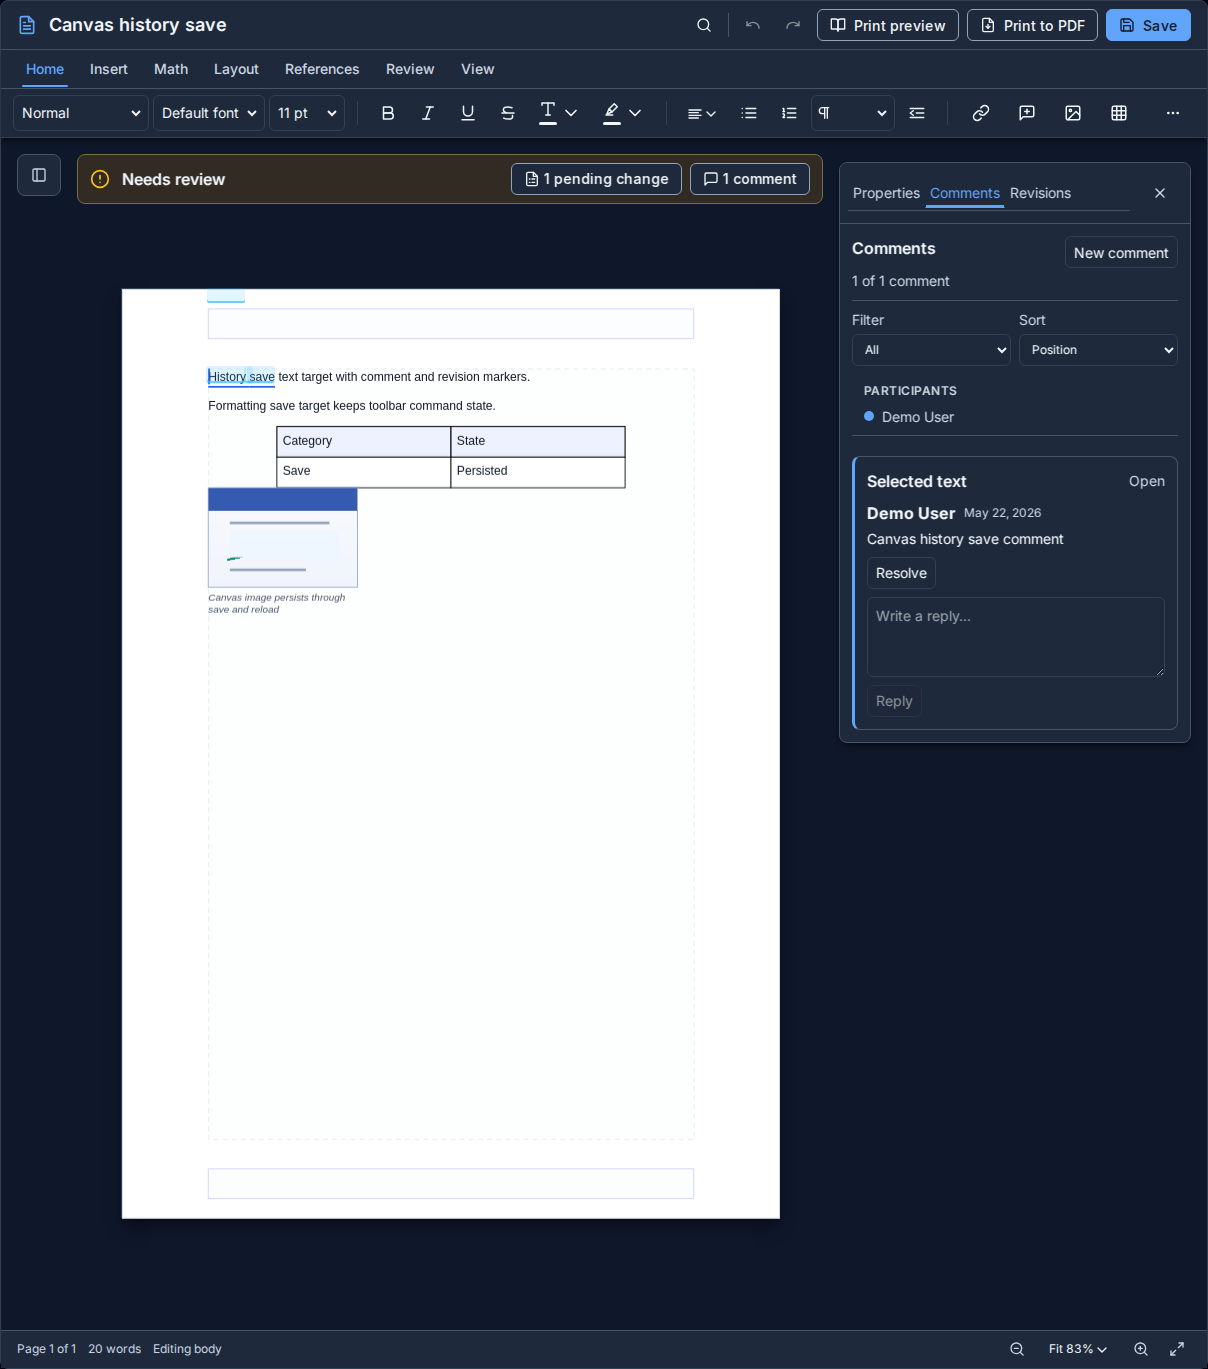 Canvas history save
Print preview
Print to PDF
Save
Home
Insert
Math
Layout
References
Review
View
Normal
Default font
11 pt
Needs review
1 pending change
1 comment
History save text target with comment and revision markers.
Formatting save target keeps toolbar command state.
Category State
Save Persisted
Canvas image persists through
save and reload
Properties
Comments
Revisions
Comments
New comment
1 of 1 comment
Filter
Sort
All
Position
PARTICIPANTS
Demo User
Selected text
Open
Demo User May 22, 2026
Canvas history save comment
Resolve
Write a reply...
Reply
Page 1 of 1 20 words Editing body
Fit 83%